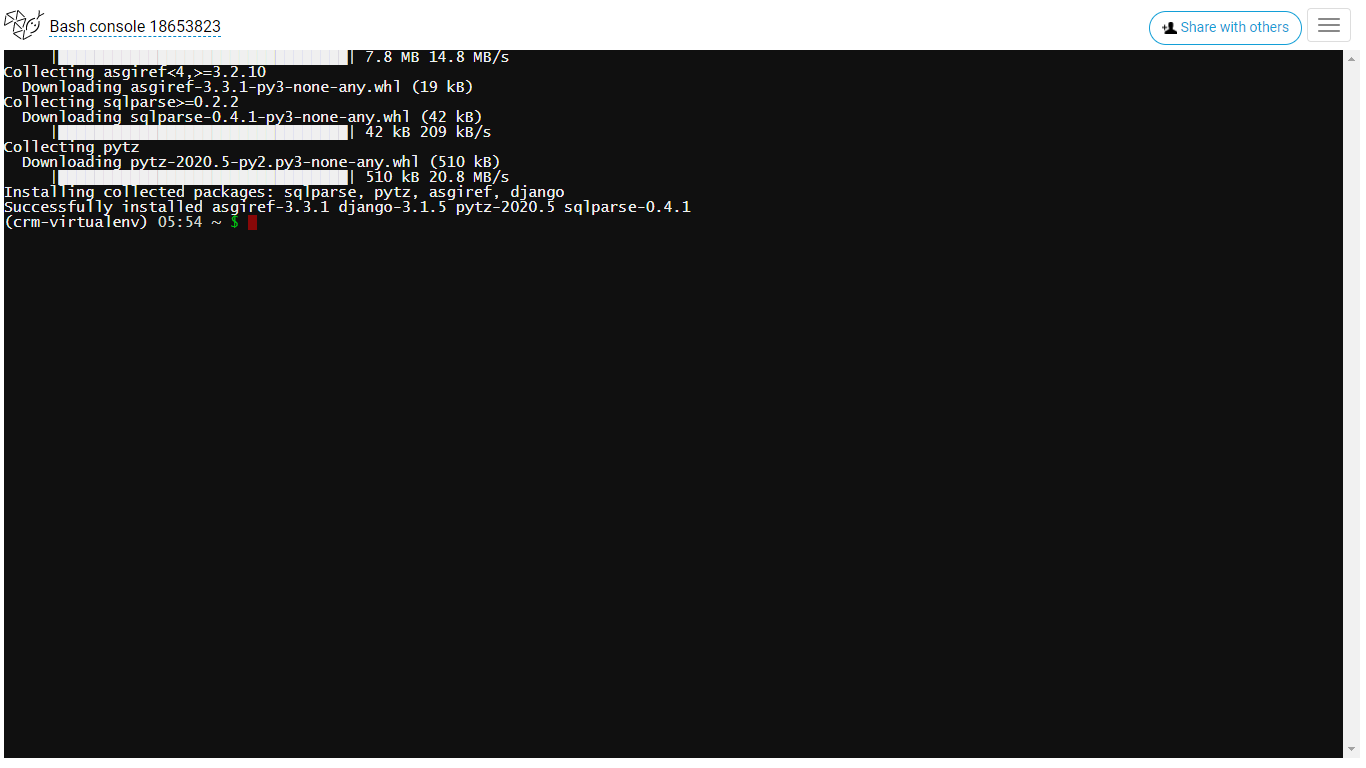 Bash console 18653823
Share with others
| 7.8 MB 14.8 MB/s
Collecting asgiref<4,>=3.2.10
Downloading asgiref-3.3.1-py3-none-any.whl (19 kB)
Collecting sqlparse>=0.2.2
Downloading sqlparse-0.4.1-py3-none-any.whl (42 kB)
| | 42 kB 209 kB/s
Collecting pytz
Downloading pytz-2020.5-py2.py3-none-any.whl (510 kB)
| | 510 kB 20.8 MB/s
Installing collected packages: sqlparse, pytz, asgiref, django
Successfully installed asgiref-3.3.1 django-3.1.5 pytz-2020.5 sqlparse-0.4.1
(crm-virtualenv) 05:54 ~ $